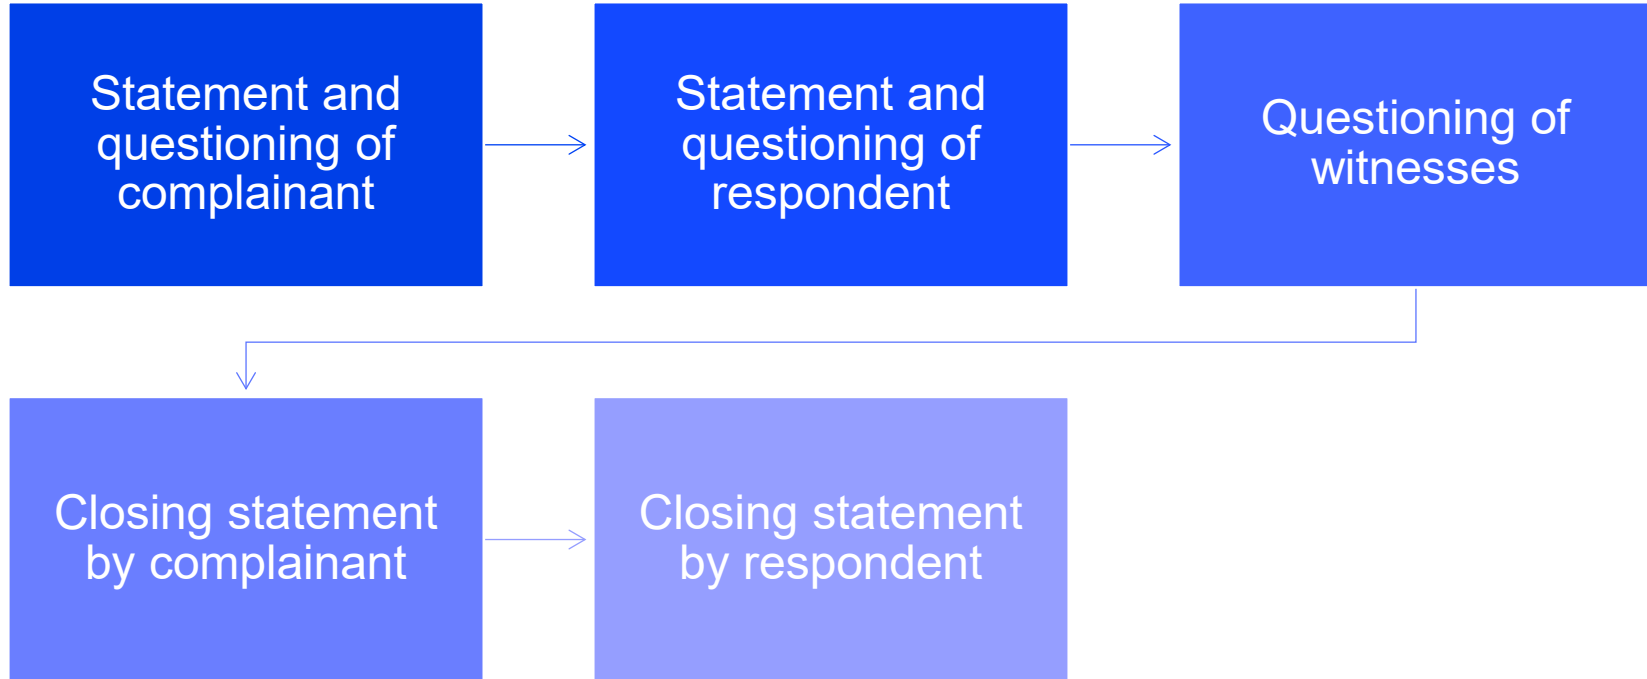 Statement and
questioning of
complainant
Statement and
questioning of
respondent
Questioning of
witnesses
Closing statement
by complainant
Closing statement
by respondent